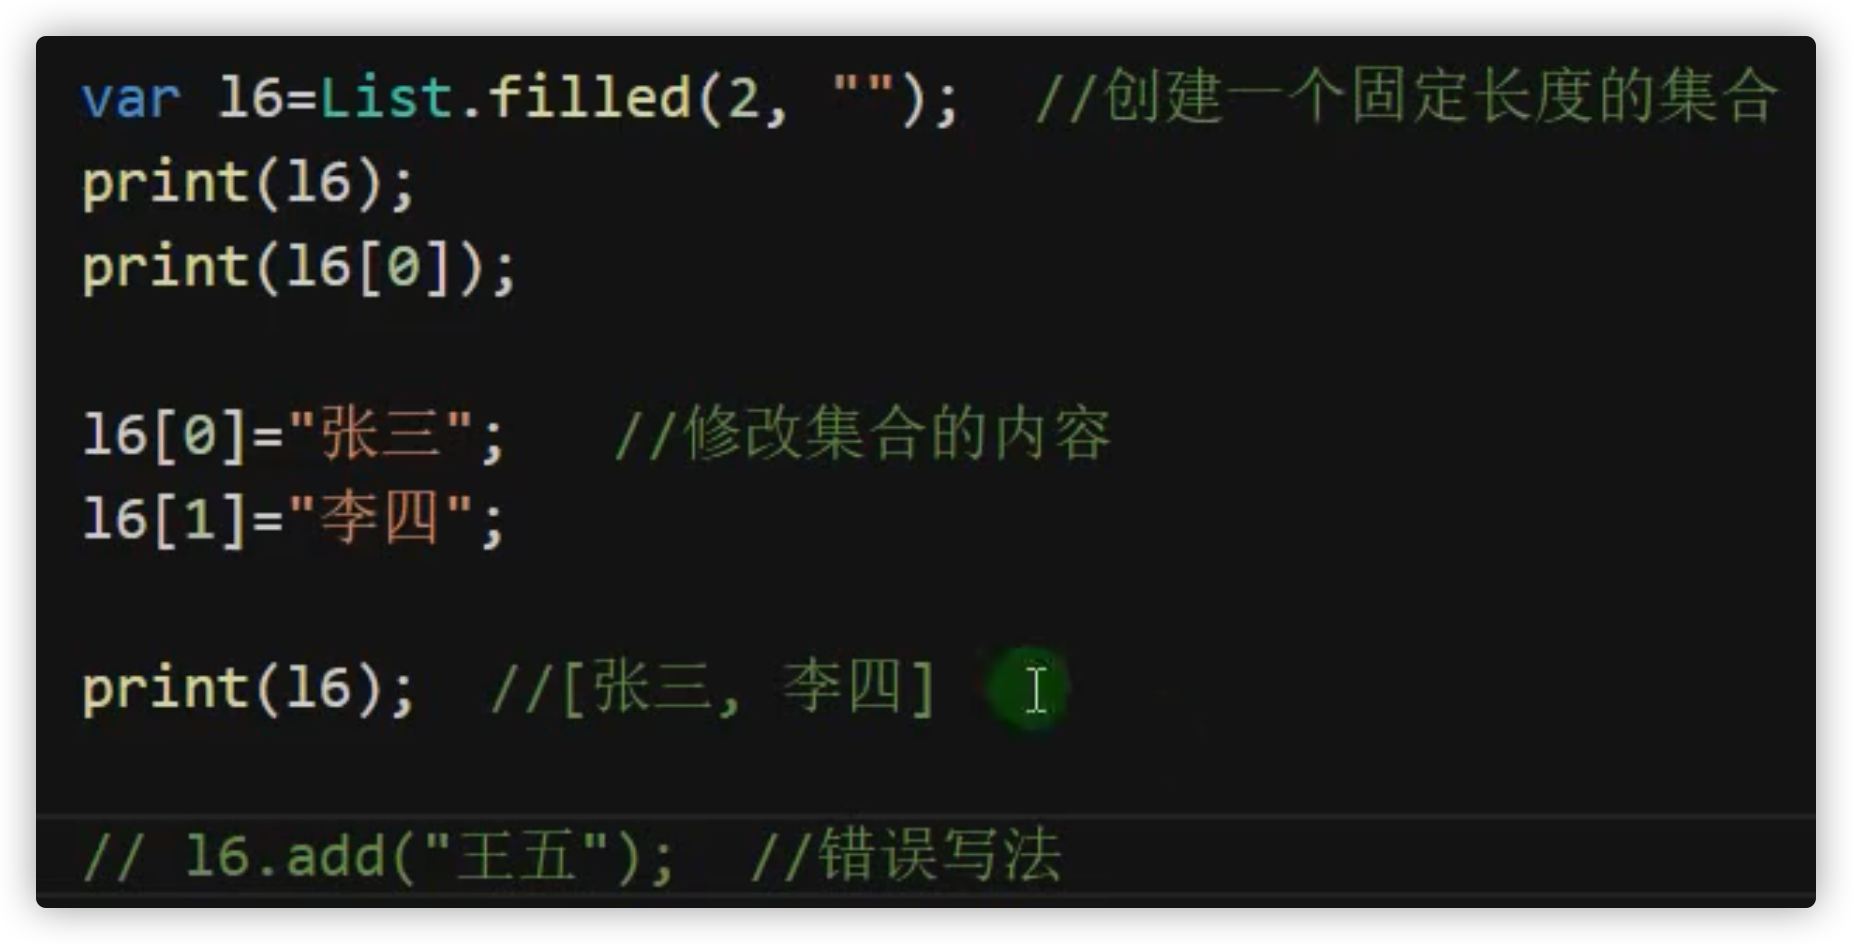 var l6=List.filled(2, "");  //创建一个固定长度的集合
print(l6);
print(l6[0]);
l6[0]="张三";   //修改集合的内容
l6[1]="李四";
print(l6);  //[张三, 李四]
// l6.add("王五");  //错误写法